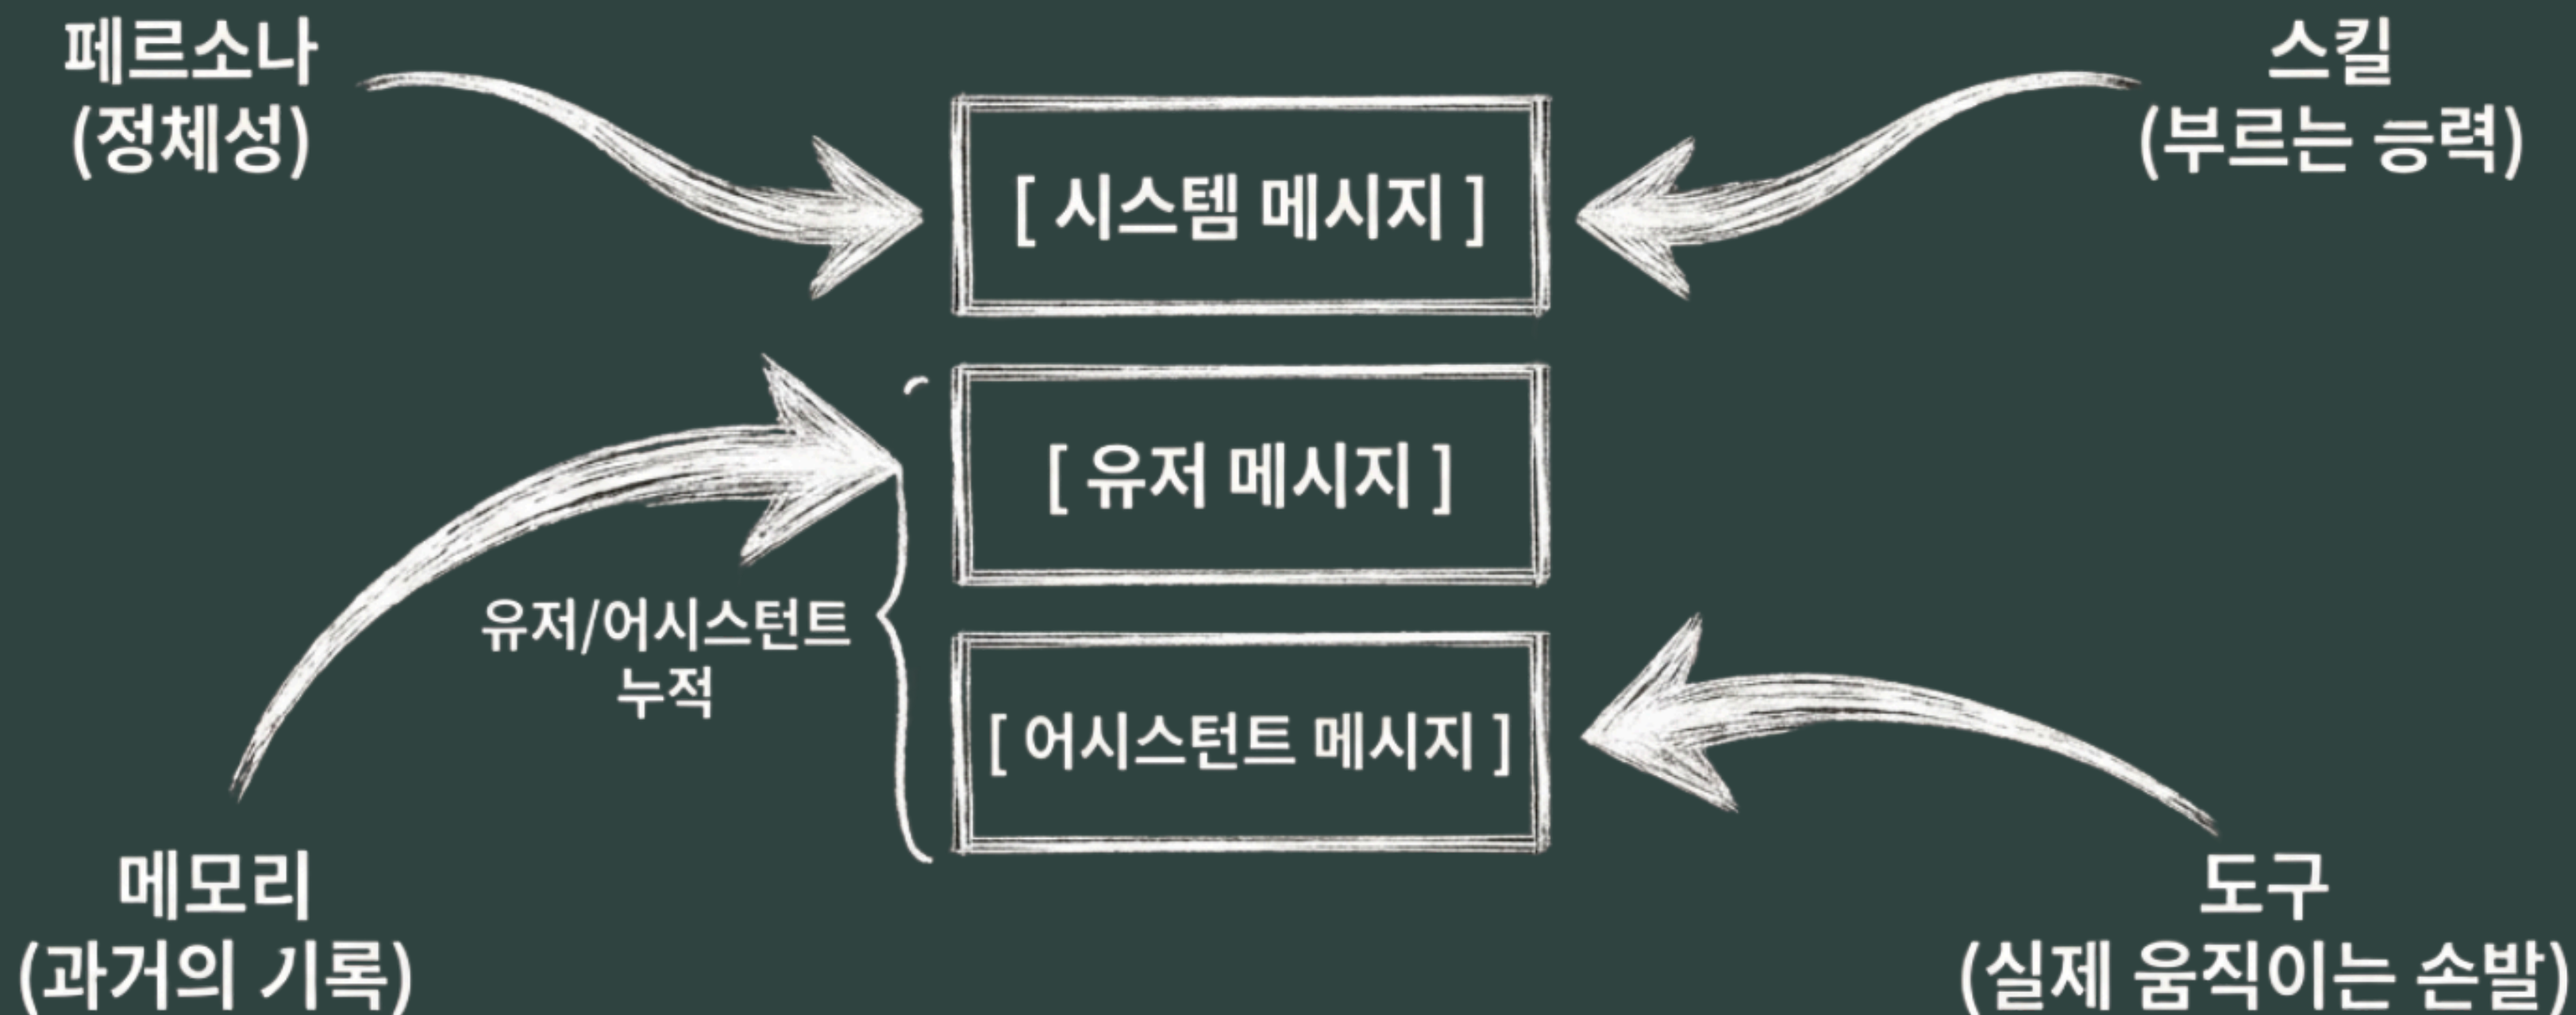 페르소나
(정체성)
스킬
(부르는 능력)
[ 시스템 메시지 ]
[ 유저 메시지 ]
유저/어시스턴트
누적
[ 어시스턴트 메시지 ]
메모리
(과거의 기록)
도구
(실제 움직이는 손발)